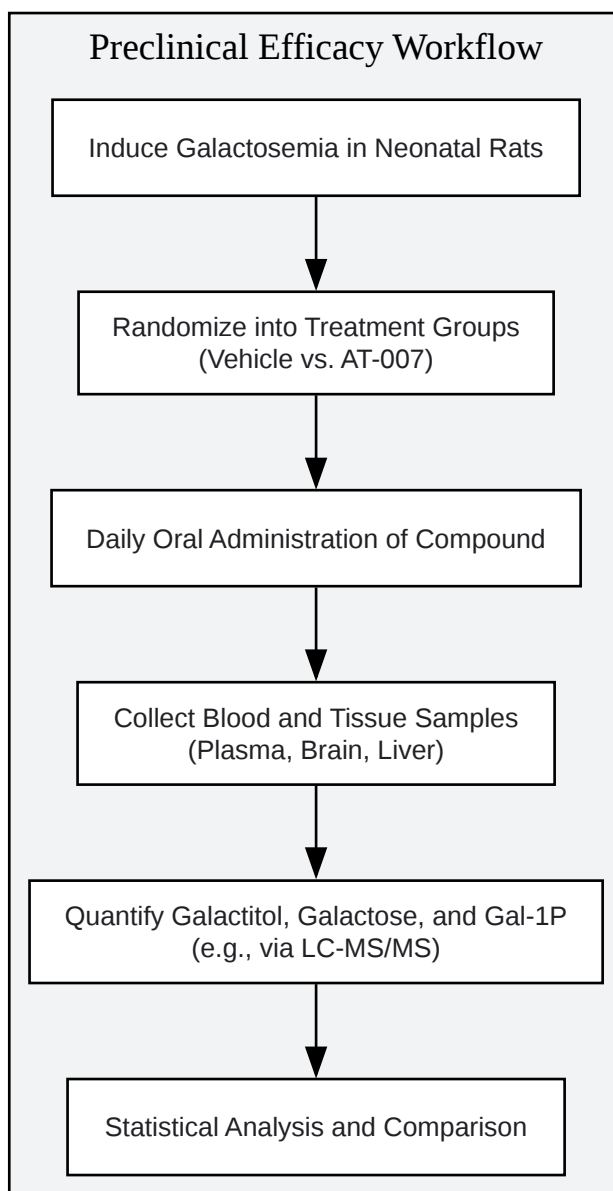 Preclinical Efficacy Workflow
Induce Galactosemia in Neonatal Rats
Randomize into Treatment Groups
(Vehicle vs. AT-007)
Daily Oral Administration of Compound
Collect Blood and Tissue Samples
(Plasma, Brain, Liver)
Quantify Galactitol, Galactose, and Gal-1P
(e.g., via LC-MS/MS)
Statistical Analysis and Comparison